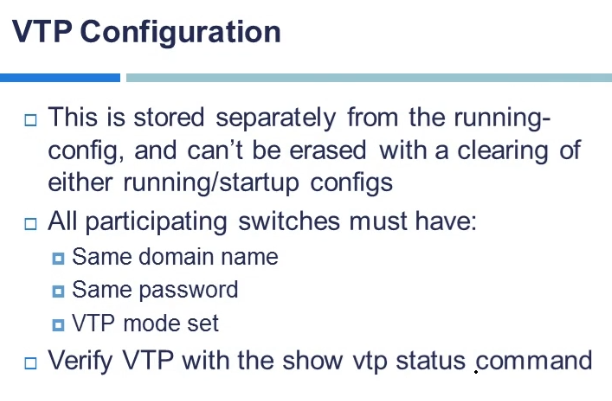 VTP Configuration
This is stored separately from the running-
config, and can't be erased with a clearing of
either running/startup configs
All participating switches must have:
Same domain name
Same password
VTP mode set
Verify VTP with the show vtp status command